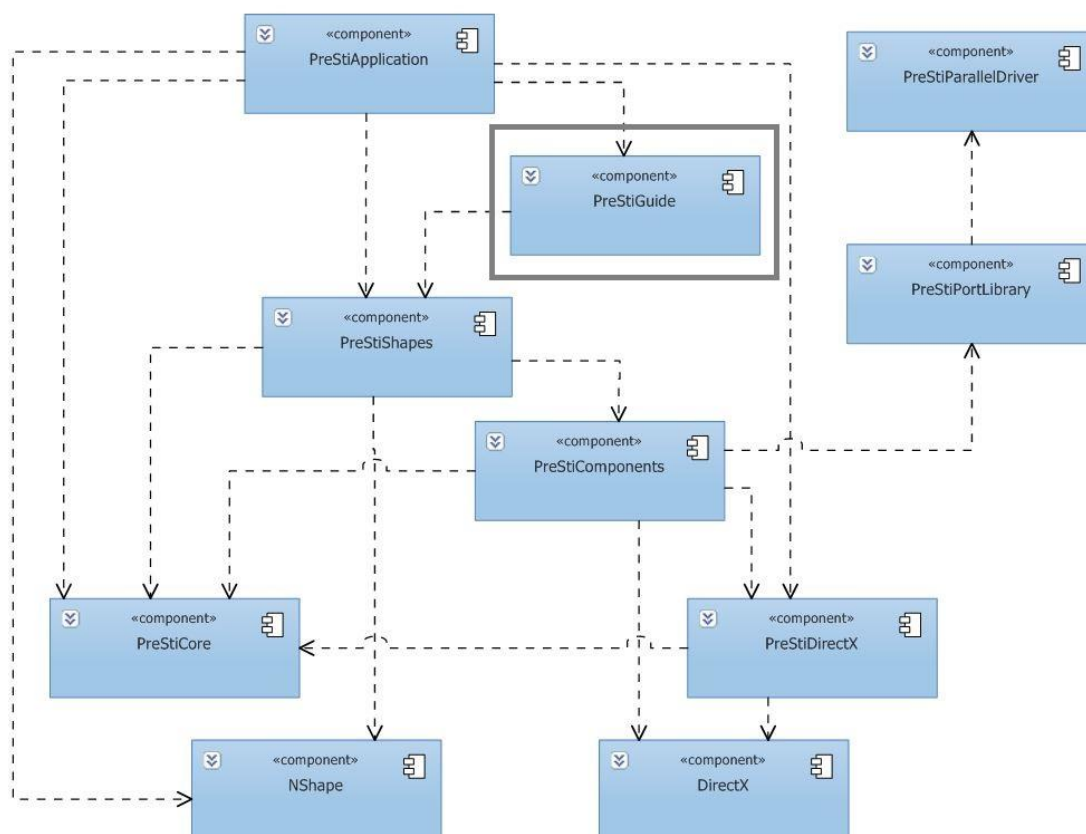 «component»
PreStiApplication
«component»
PreStiParallelDriver
«component»
PreStiGuide
«component»
PreStiPortLibrary
«component»
PreStiShapes
«component»
PreStiComponents
«component»
PreStiCore
«component»
PreStiDirectX
«component»
NShape
«component»
DirectX